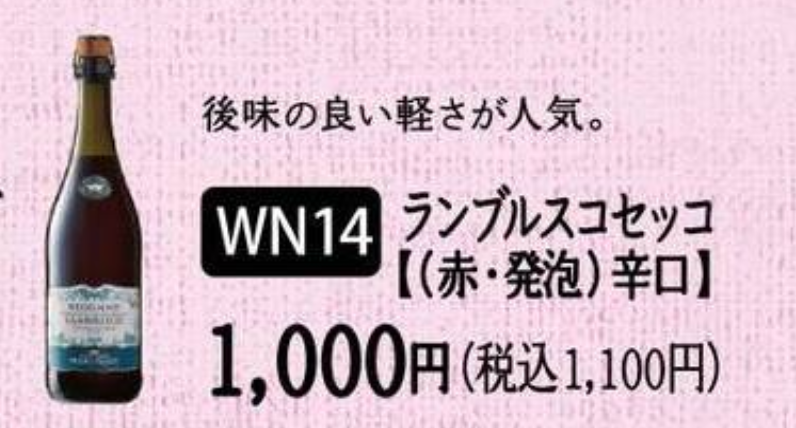 後味の良い軽さが人気。
WN14 ランブルスコセッコ
【(赤・発泡)辛口】
1,000円(税込1,100円)